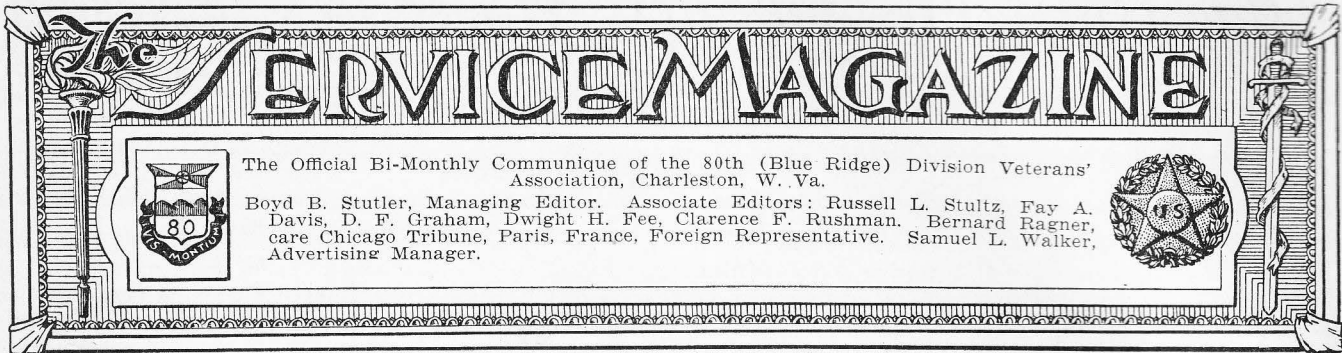 The
SERVICE MAGAZINE
The Official Bi-Monthly Communique of the 80th (Blue Ridge) Division Veterans'
Association, Charleston, W. Va.
Boyd B. Stutler, Managing Editor. Associate Editors: Russell L. Stultz, Fay A.
Davis, D. F. Graham, Dwight H. Fee, Clarence F. Rushman. Bernard Ragner,
care Chicago Tribune, Paris, France, Foreign Representative. Samuel L. Walker,
Advertising Manager.
80
VIS MONTIUM
US